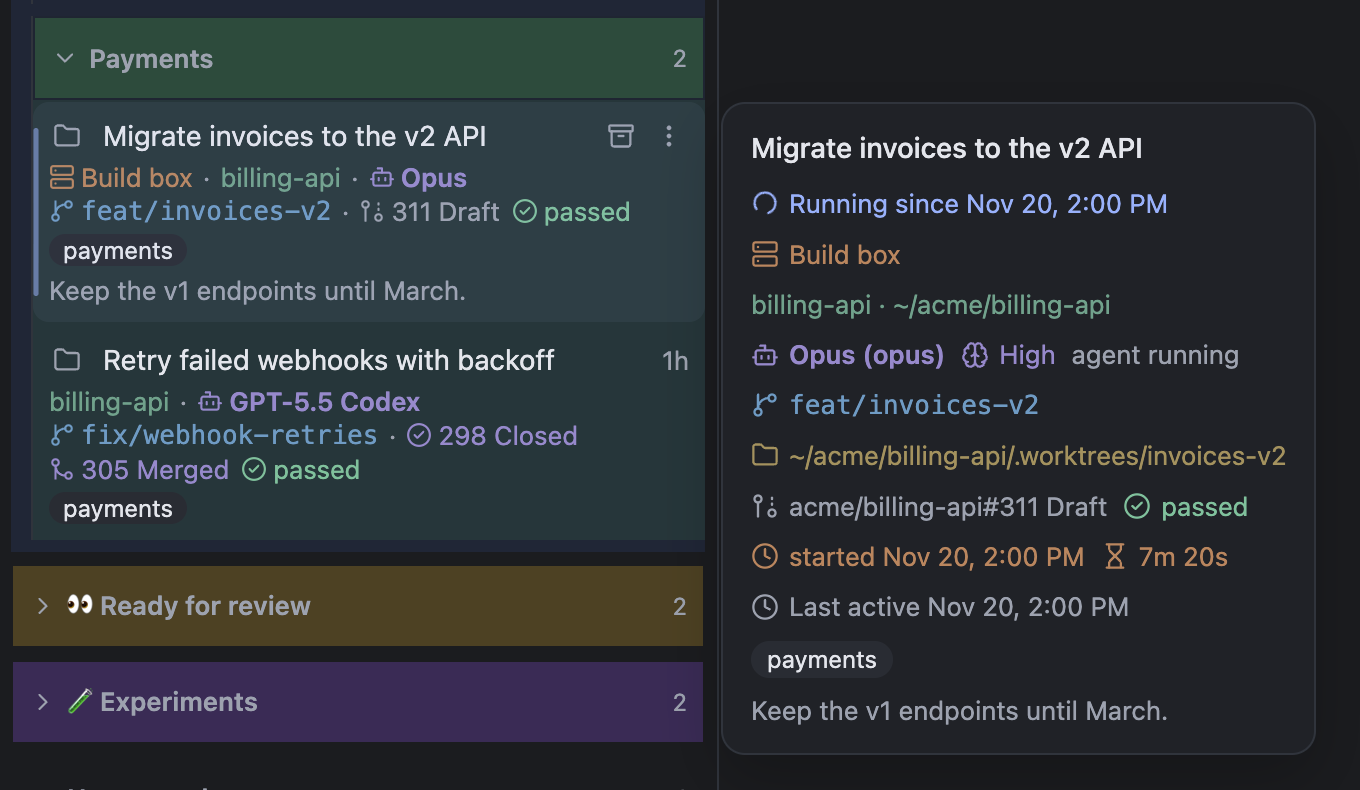 Payments 2
Migrate invoices to the v2 API
Build box · billing-api · Opus
feat/invoices-v2 · 311 Draft passed
payments
Keep the v1 endpoints until March.
Retry failed webhooks with backoff 1h
billing-api · GPT-5.5 Codex
fix/webhook-retries · 298 Closed
305 Merged passed
payments
👀 Ready for review 2
🧪 Experiments 2
Migrate invoices to the v2 API
Running since Nov 20, 2:00 PM
Build box
billing-api · ~/acme/billing-api
Opus (opus) High agent running
feat/invoices-v2
~/acme/billing-api/.worktrees/invoices-v2
acme/billing-api#311 Draft passed
started Nov 20, 2:00 PM 7m 20s
Last active Nov 20, 2:00 PM
payments
Keep the v1 endpoints until March.